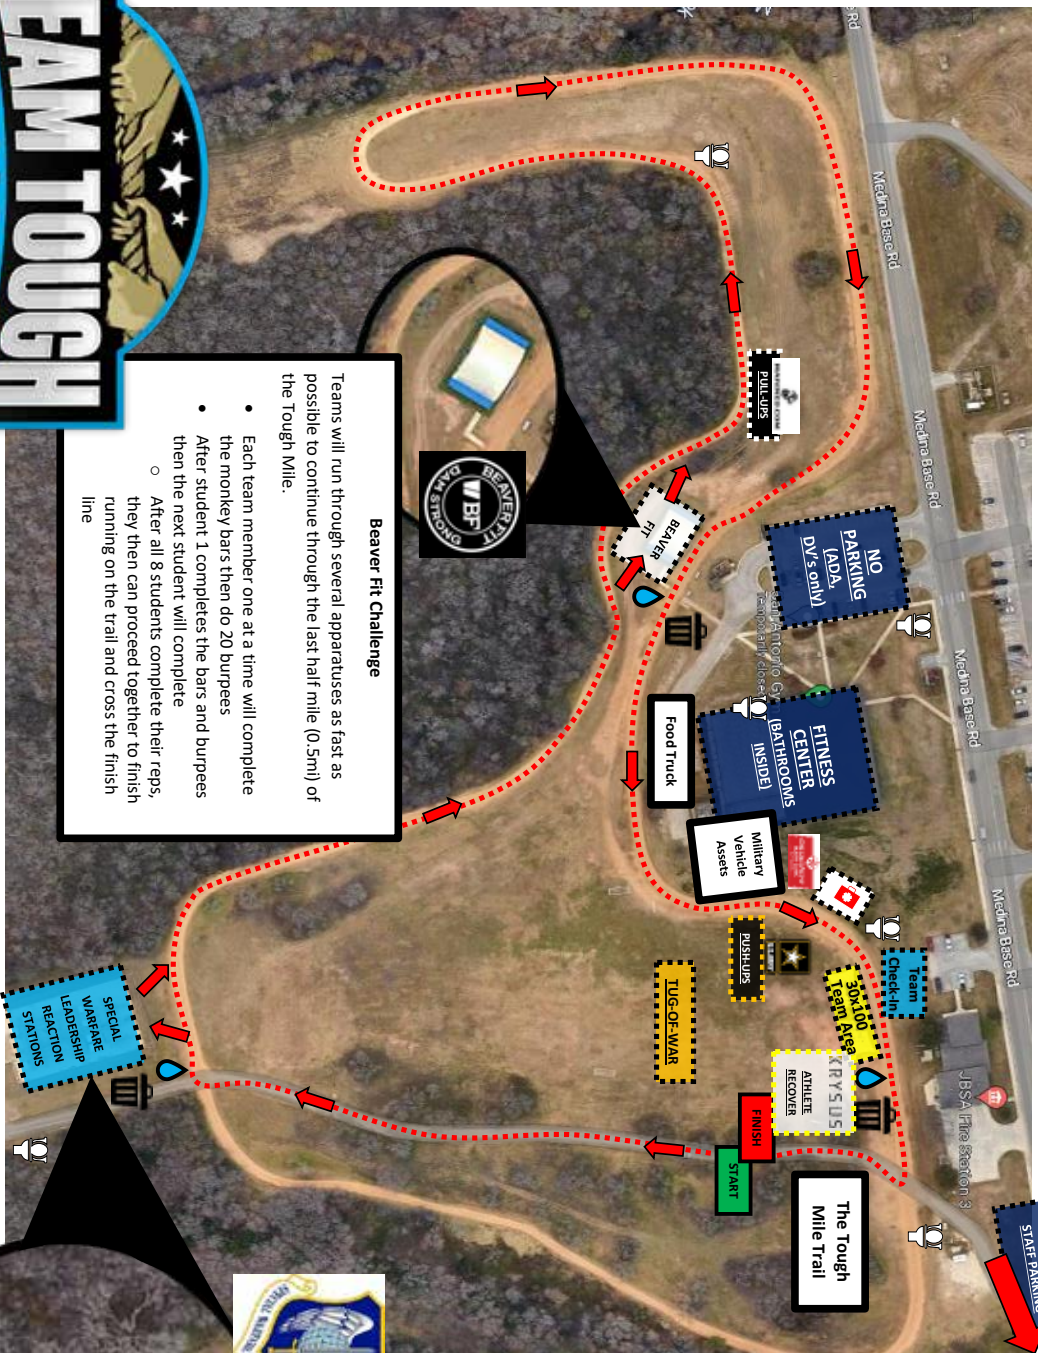 EAM TOUGH
Medina Base Rd
Medina Base Rd
Medina Base Rd
Medina Base Rd
e Rd
STAFF PARKING
NO
PARKING
(ADA,
DV's only)
FITNESS
CENTER
(BATHROOMS
INSIDE)
PULL-UPS
BEAVER
FIT
BEAVERFIT
WBF
DAM STRONG
Food Truck
Military
Vehicle
Assets
Team
Check-In
30x100
Team Area
PUSH-UPS
TUG-OF-WAR
KRYSUS
ATHLETE
RECOVER
FINISH
START
JBSA Fire Station 3
The Tough
Mile Trail
SPECIAL
WARFARE
LEADERSHIP
REACTION
STATIONS
Beaver Fit Challenge
Teams will run through several apparatuses as fast as
possible to continue through the last half mile (0.5mi) of
the Tough Mile.
• Each team member one at a time will complete
the monkey bars then do 20 burpees
• After student 1 completes the bars and burpees
then the next student will complete
○ After all 8 students complete their reps,
they then can proceed together to finish
running on the trail and cross the finish
line